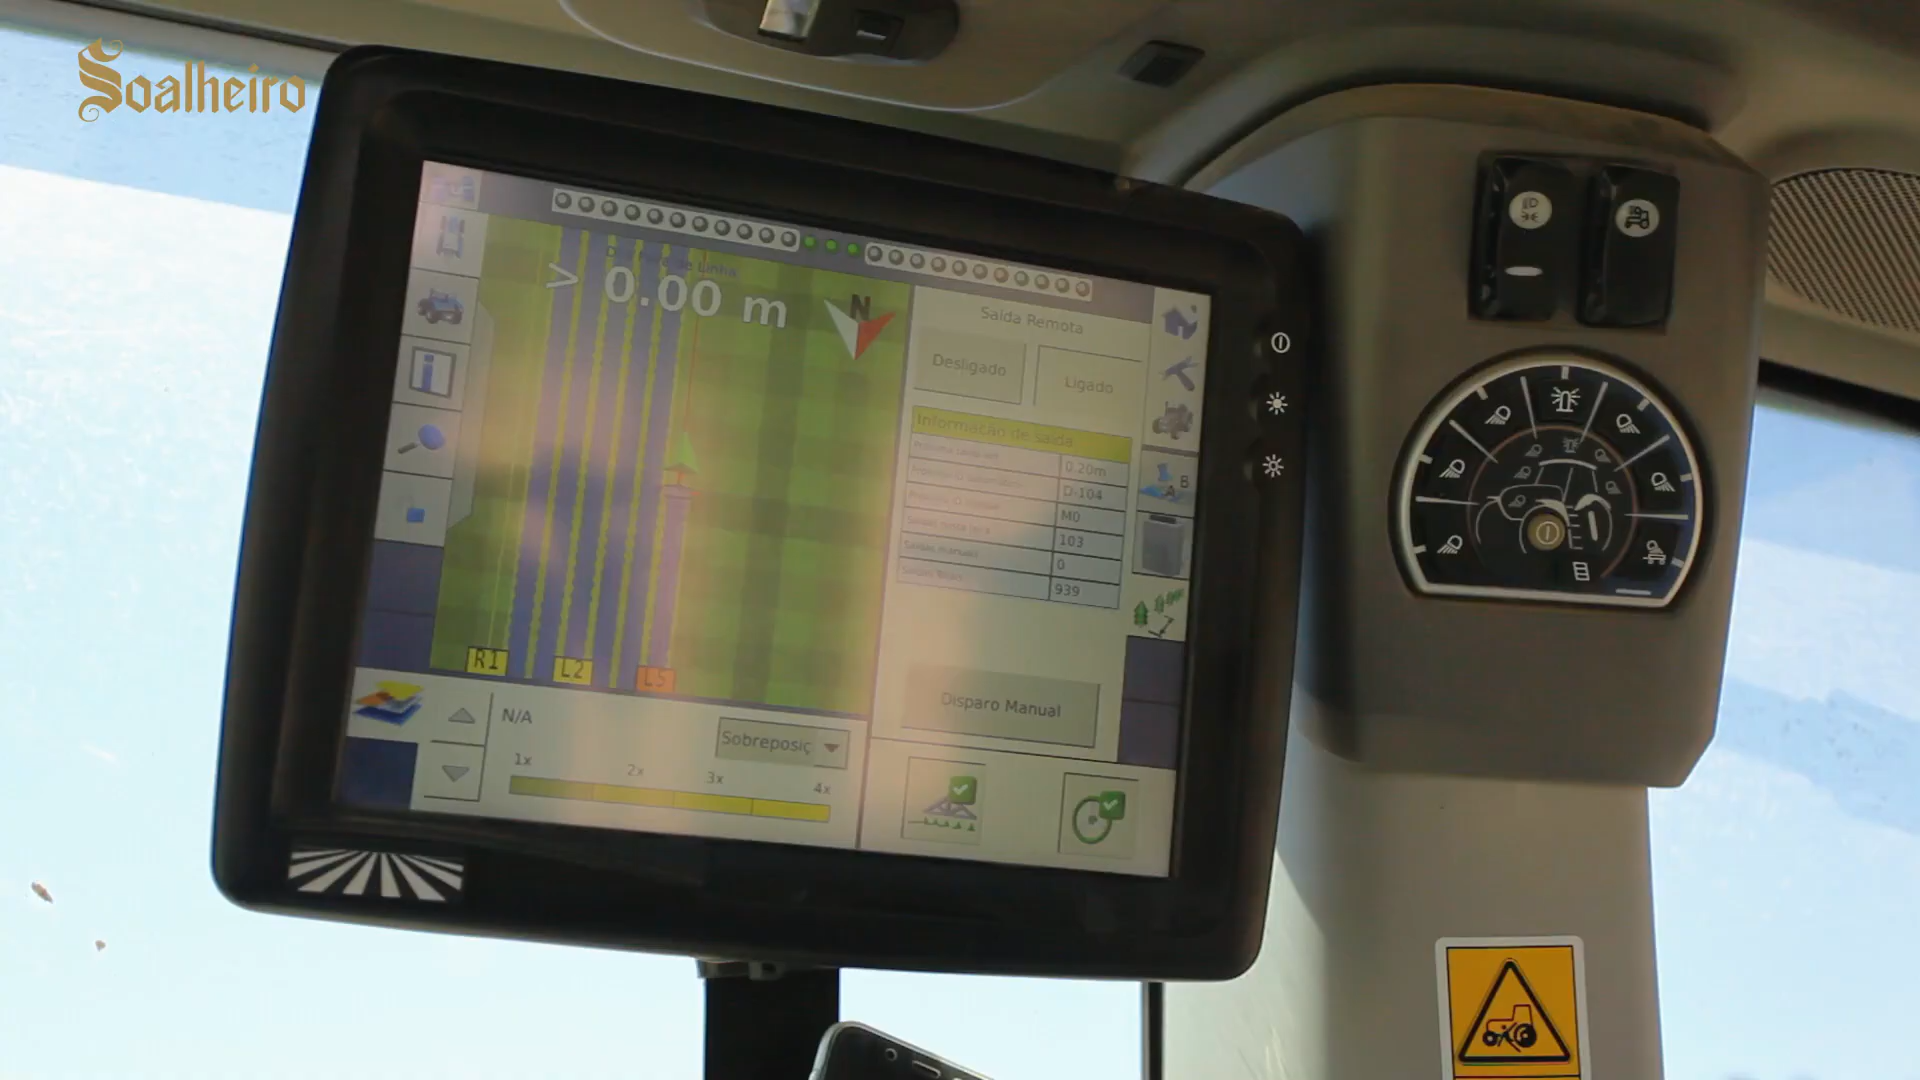 Soalheiro
> 0.00 m
N
Saída Remota
Desligado
Ligado
Informação de saída
0.20m
D-104
M0
103
0
939
B
A
R1
L2
L5
Disparo Manual
N/A
Sobreposiç
1x 2x 3x 4x